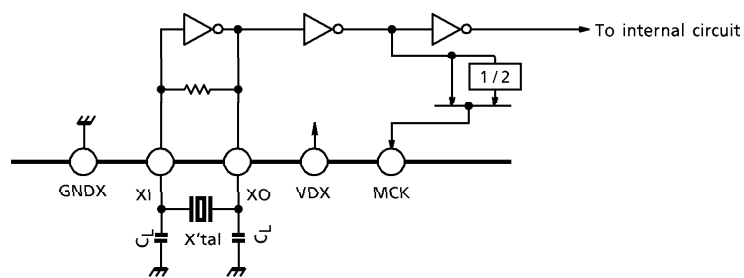 To internal circuit
1/2
GNDX
XI
XO
VDX
MCK
CL
X'tal
CL